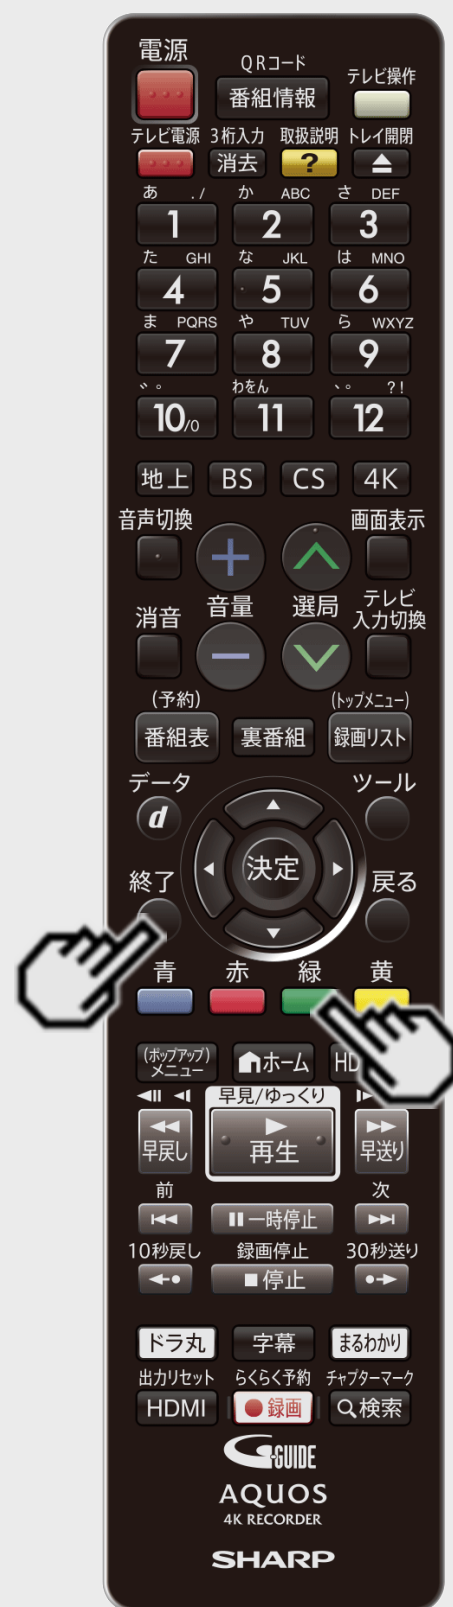 電源
QRコード
テレビ操作
番組情報
テレビ電源 3桁入力 取扱説明 トレイ開閉
消去 ?
あ ./ か ABC さ DEF
1 2 3
た GHI な JKL は MNO
4 5 6
ま PQRS や TUV ら WXYZ
7 8 9
゛゜ わをん 、。 ?!
10/0 11 12
地上 BS CS 4K
音声切換 画面表示
消音 音量 選局 テレビ
入力切換
(予約) (トップメニュー)
番組表 裏番組 録画リスト
データ ツール
d
決定
終了 戻る
青 赤 緑 黄
(ポップアップ)
メニュー ホーム
早見/ゆっくり
早戻し 再生 早送り
前 次
一時停止
10秒戻し 録画停止 30秒送り
停止
ドラ丸 字幕 まるわかり
出力リセット らくらく予約 チャプターマーク
HDMI 録画 検索
G-GUIDE
AQUOS
4K RECORDER
SHARP